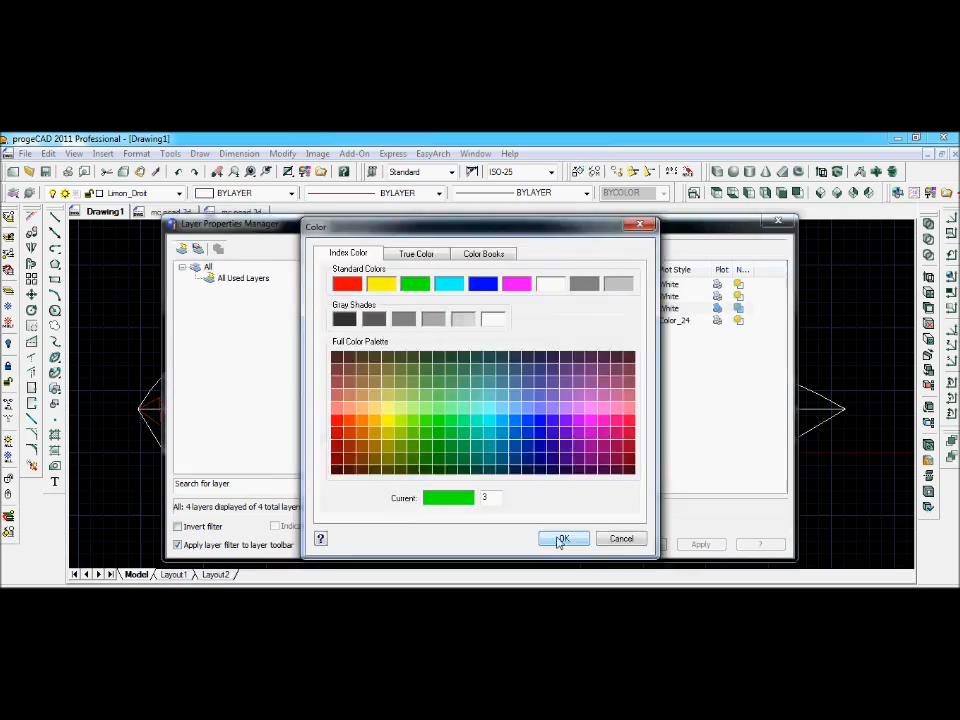 progeCAD 2011 Professional - [Drawing1]
File Edit View Insert Format Tools Draw Dimension Modify Image Add-On Express EasyArch Window Help
Standard ISO-25
Limon_Droit BYLAYER BYLAYER BYLAYER BYCOLOR
Drawing1
Layer Properties Manager
Color
Index Color True Color Color Books
All
All Used Layers
Standard Colors
Plot Style Plot N...
White
White
White
Color_24
Gray Shades
Full Color Palette
Search for layer
Current: 3
All: 4 layers displayed of 4 total layers
Invert filter
Apply layer filter to layer toolbar
? OK Cancel Apply ?
Model Layout1 Layout2